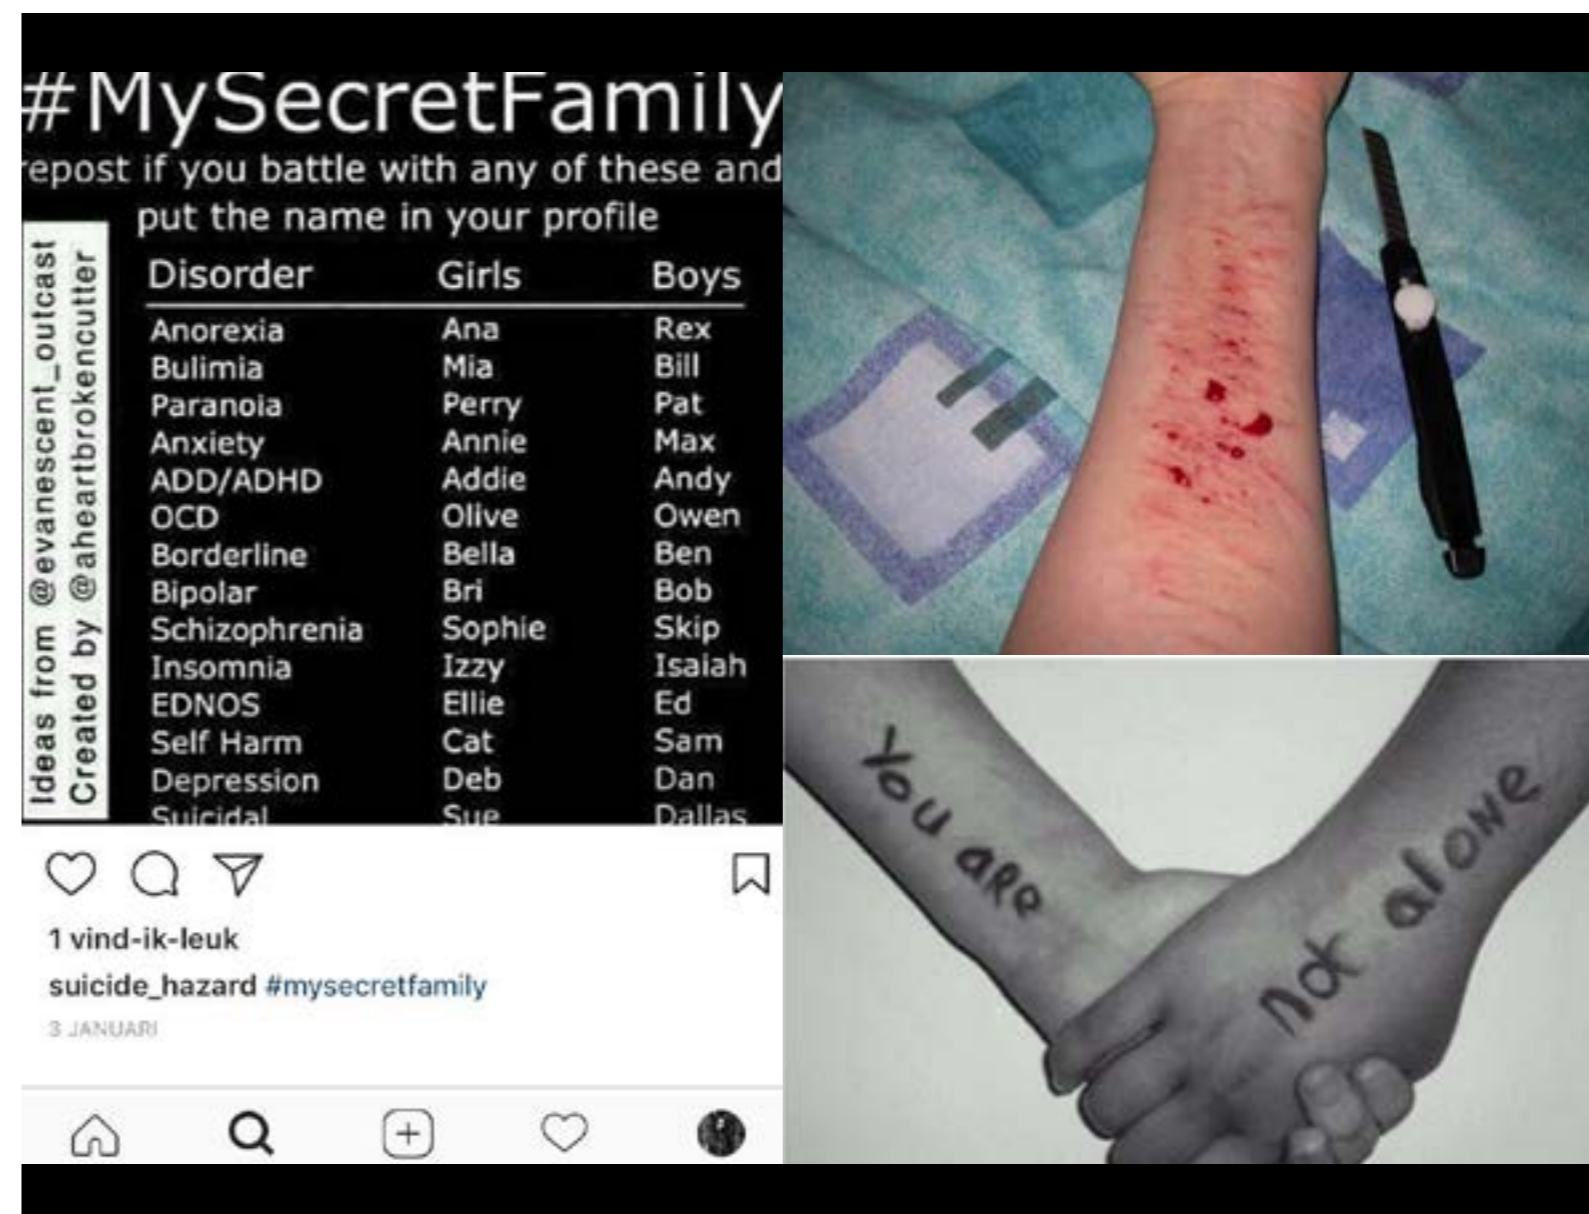 #MySecretFamily
repost if you battle with any of these and
put the name in your profile
Ideas from @evanescent_outcast
Created by @aheartbrokencutter
Disorder Girls Boys
Anorexia Ana Rex
Bulimia Mia Bill
Paranoia Perry Pat
Anxiety Annie Max
ADD/ADHD Addie Andy
OCD Olive Owen
Borderline Bella Ben
Bipolar Bri Bob
Schizophrenia Sophie Skip
Insomnia Izzy Isaiah
EDNOS Ellie Ed
Self Harm Cat Sam
Depression Deb Dan
Suicidal Sue Dallas
1 vind-ik-leuk
suicide_hazard #mysecretfamily
3 JANUARI
You are
not alone